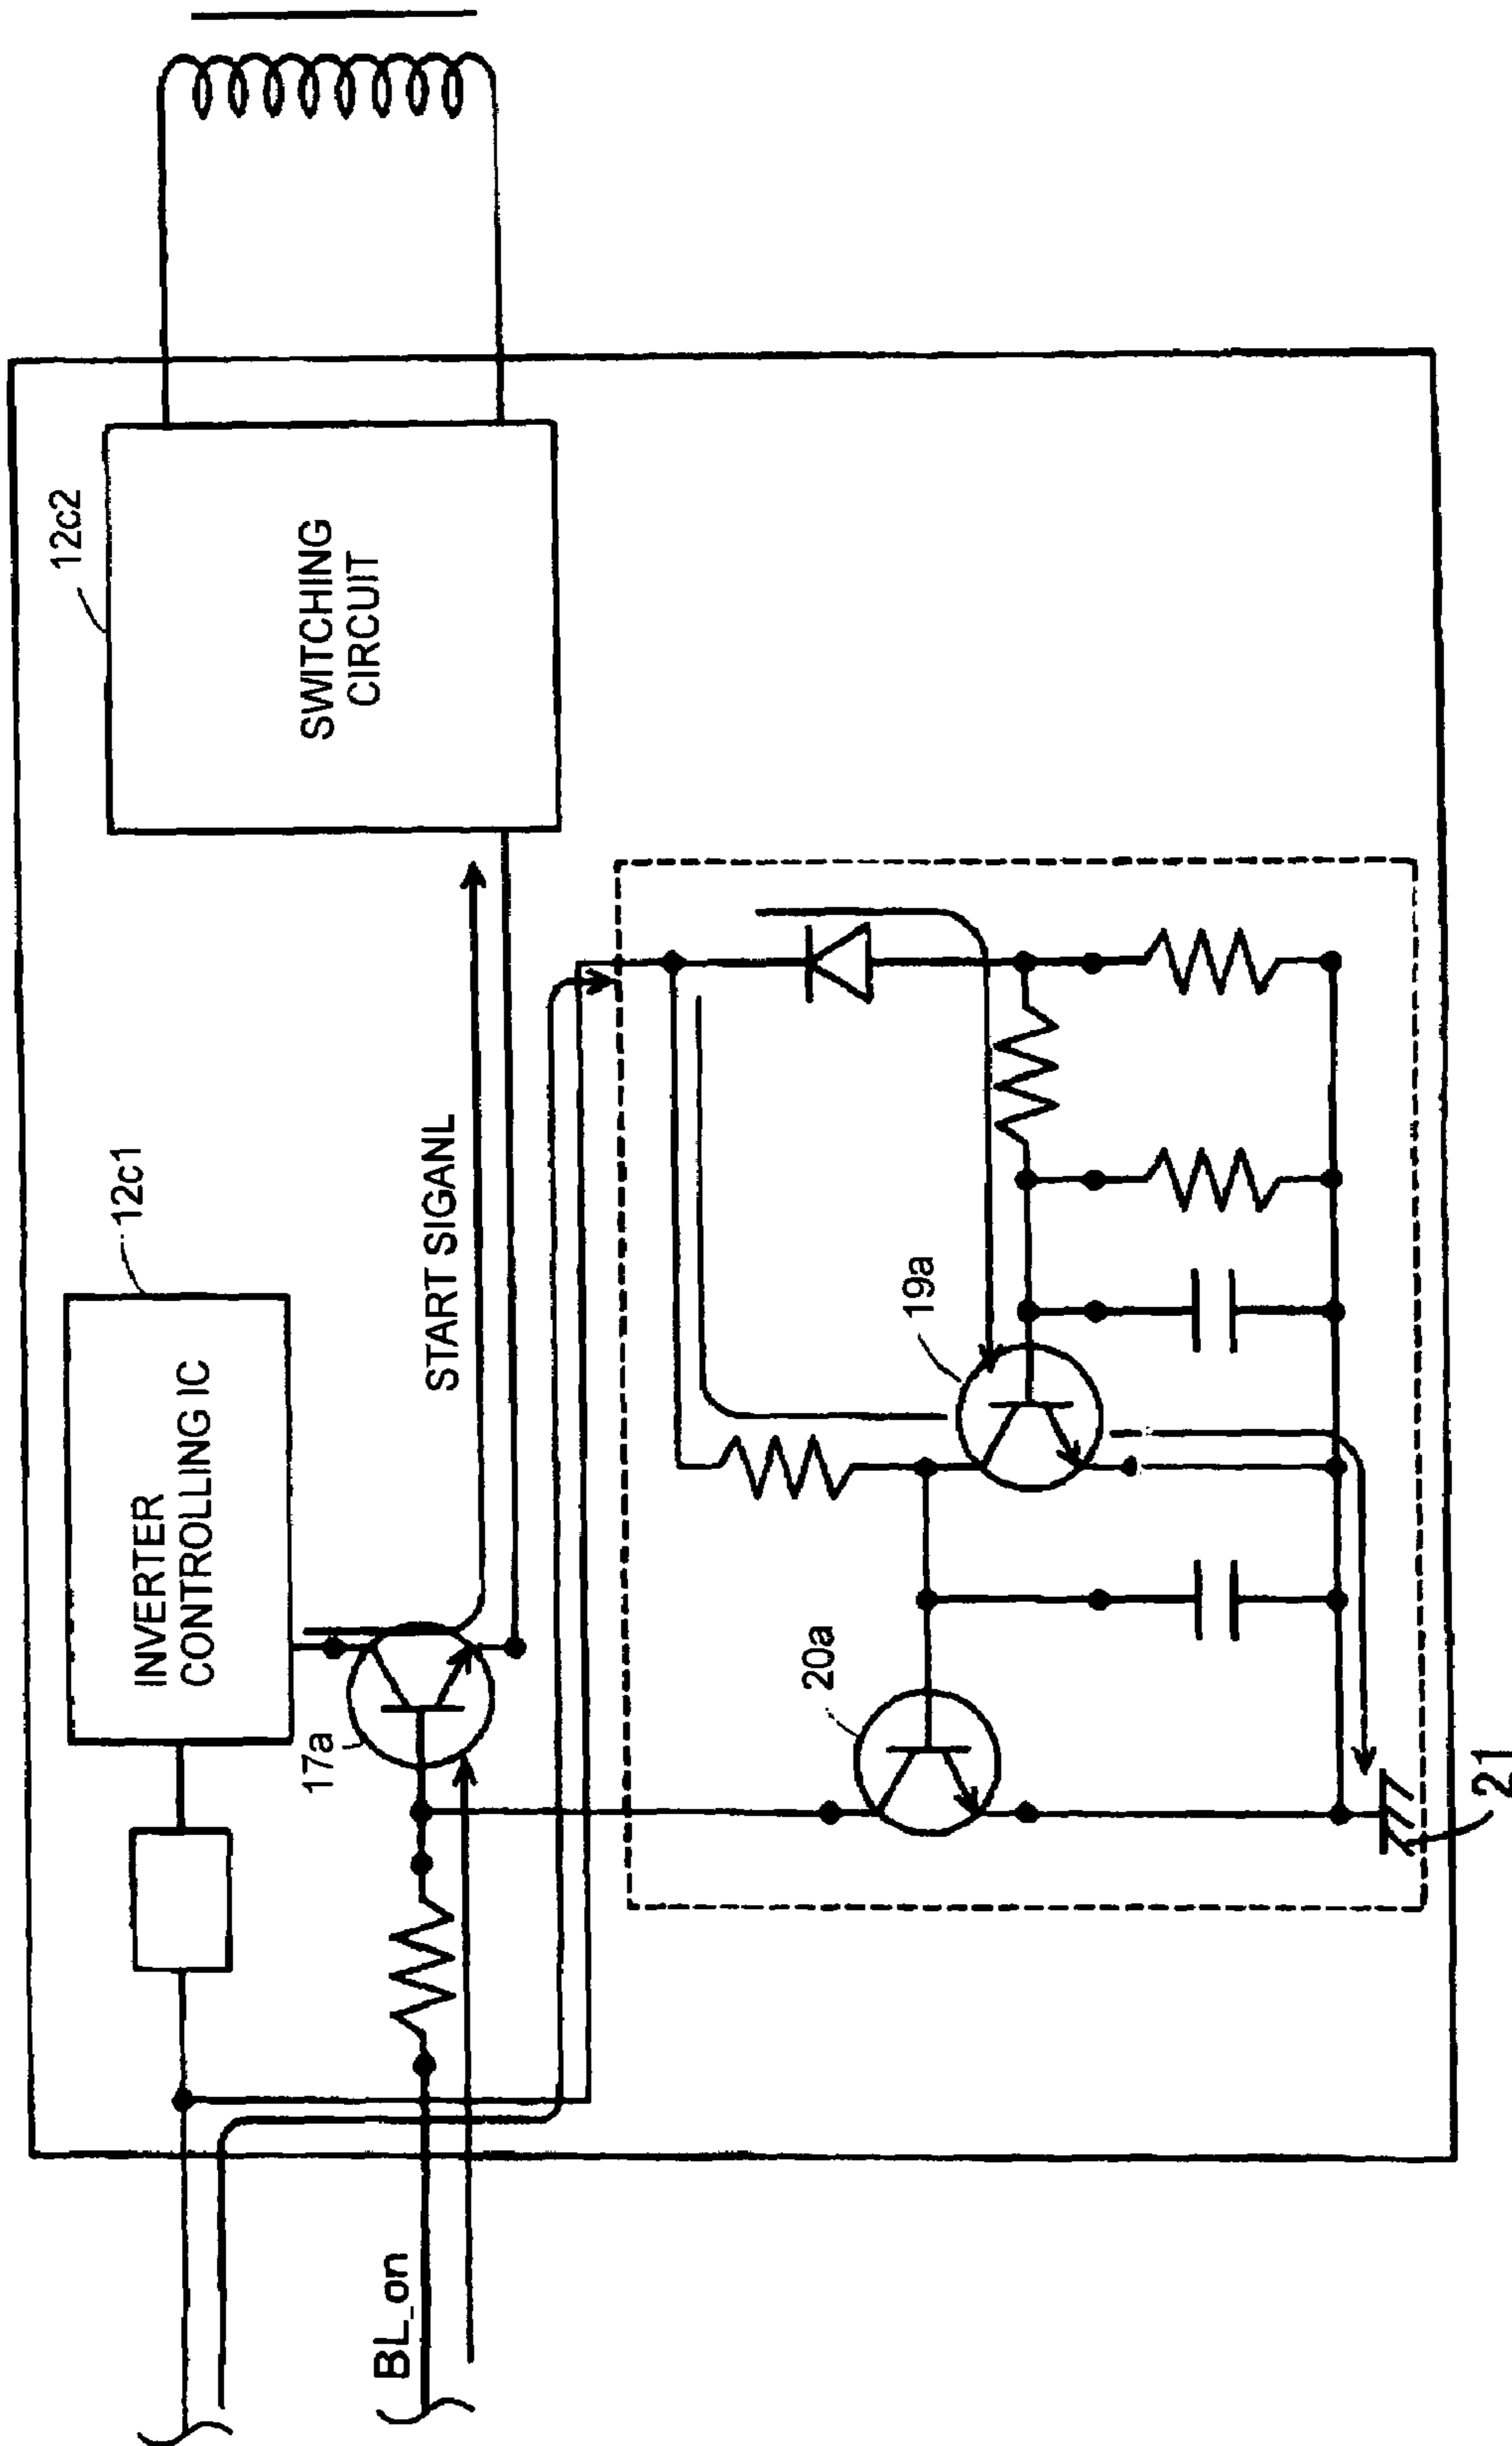 12c2
SWITCHING
CIRCUIT
12c1
INVERTER
CONTROLLING IC
START SIGANL
17a
BL_on
19a
20a
21